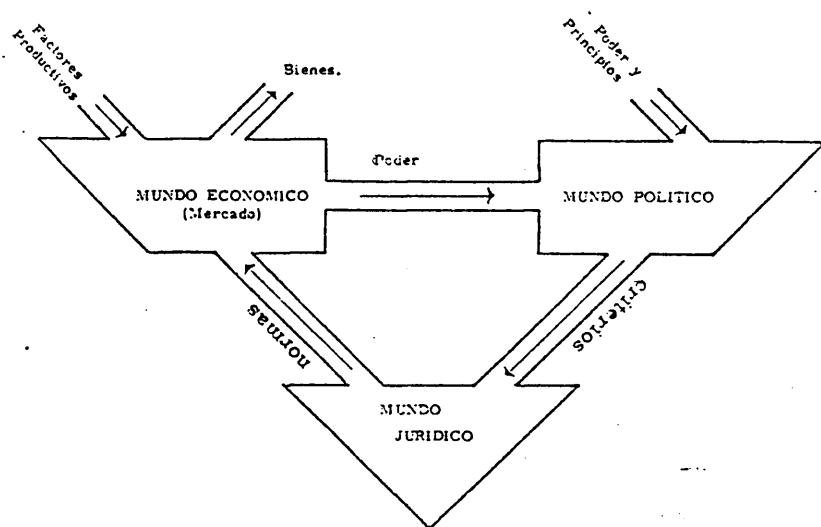 Factores
Productivos
Bienes.
Poder y
Principios
Poder
MUNDO ECONOMICO
(Mercado)
MUNDO POLITICO
normas
criterios
MUNDO
JURIDICO